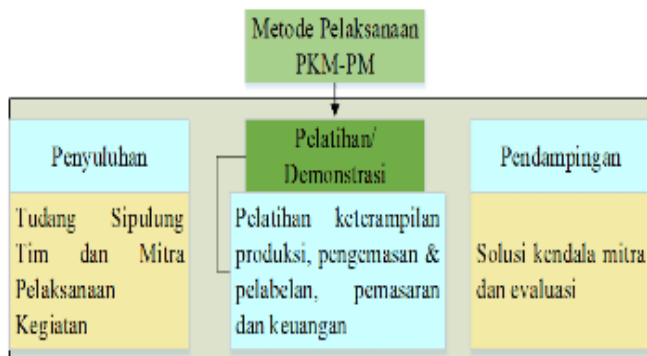 Metode Pelaksanaan
PKM-PM
Penyuluhan
Tudang Sipulung
Tim dan Mitra
Pelaksanaan
Kegiatan
Pelatihan/
Demonstrasi
Pelatihan keterampilan
produksi, pengemasan &
pelabelan, pemasaran
dan keuangan
Pendampingan
Solusi kendala mitra
dan evaluasi